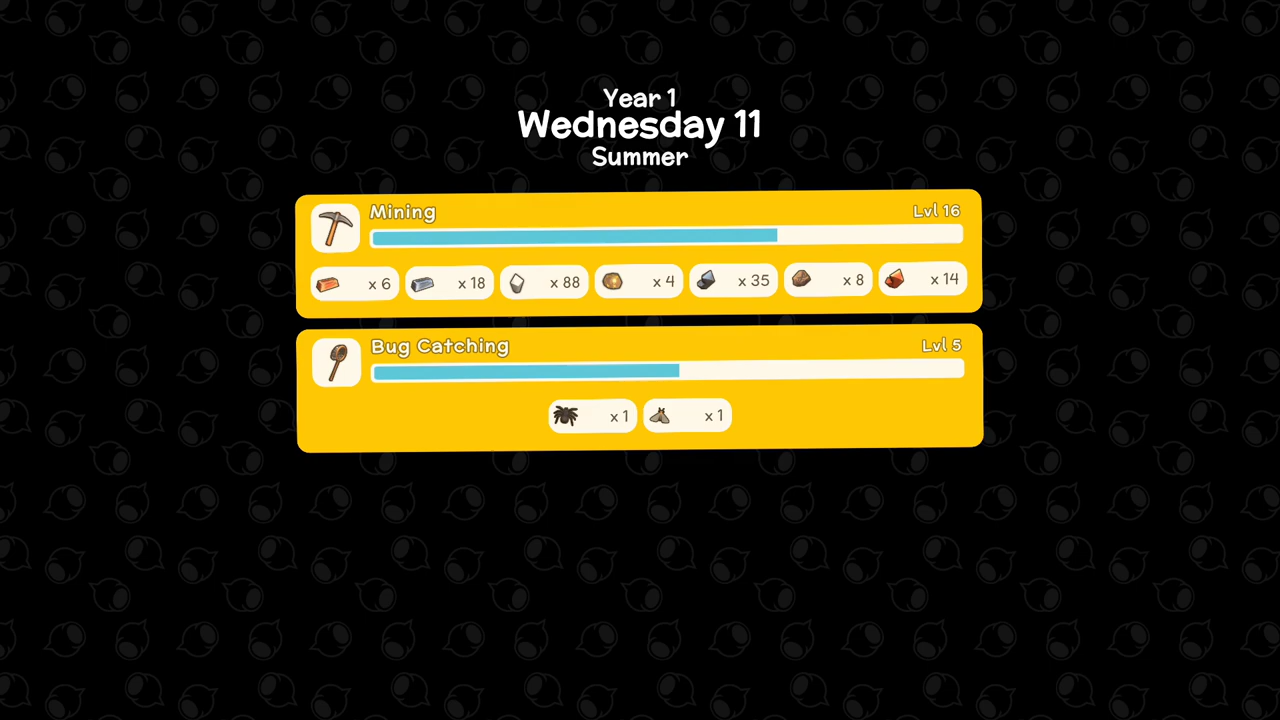 Year 1
Wednesday 11
Summer
Mining
Lvl 16
x 6
x 18
x 88
x 4
x 35
x 8
x 14
Bug Catching
Lvl 5
x 1
x 1